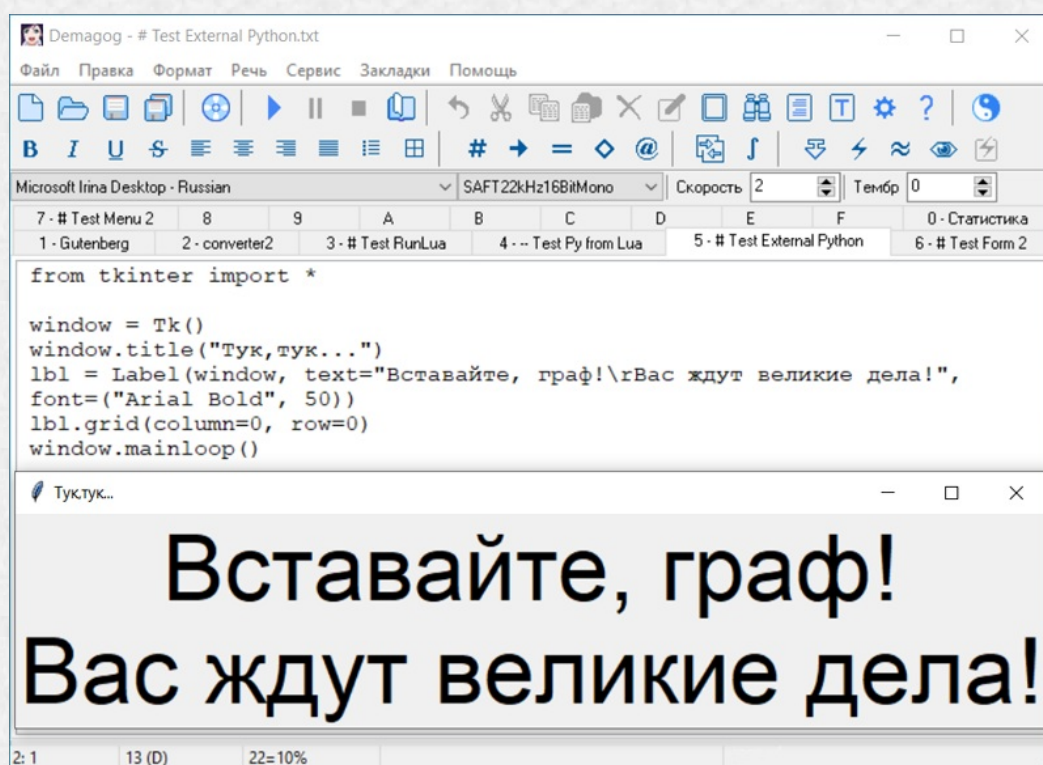 Demagog - # Test External Python.txt
Файл Правка Формат Речь Сервис Закладки Помощь
B I U S
Microsoft Irina Desktop - Russian SAFT22kHz16BitMono Скорость 2 Тембр 0
7 - # Test Menu 2 8 9 A B C D E F 0 - Статистика
1 - Gutenberg 2 - converter2 3 - # Test RunLua 4 - -- Test Py from Lua 5 - # Test External Python 6 - # Test Form 2
from tkinter import *
window = Tk()
window.title("Тук,тук...")
lbl = Label(window, text="Вставайте, граф!\rВас ждут великие дела!",
font=("Arial Bold", 50))
lbl.grid(column=0, row=0)
window.mainloop()
Тук,тук...
Вставайте, граф!
Вас ждут великие дела!
2: 1 13 (D) 22=10%